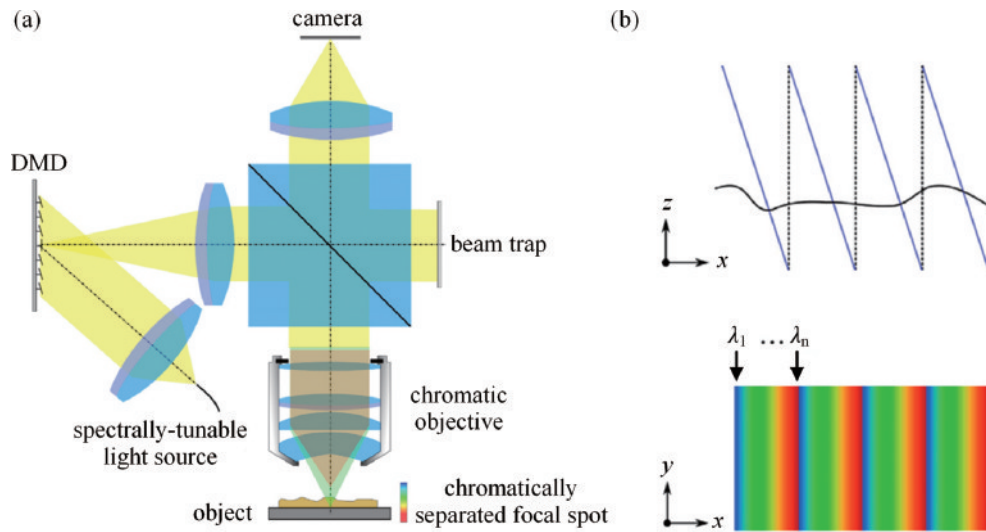 (a)
camera
DMD
beam trap
chromatic
objective
spectrally-tunable
light source
object
chromatically
separated focal spot
(b)
z
x
λ1 ... λn
y
x